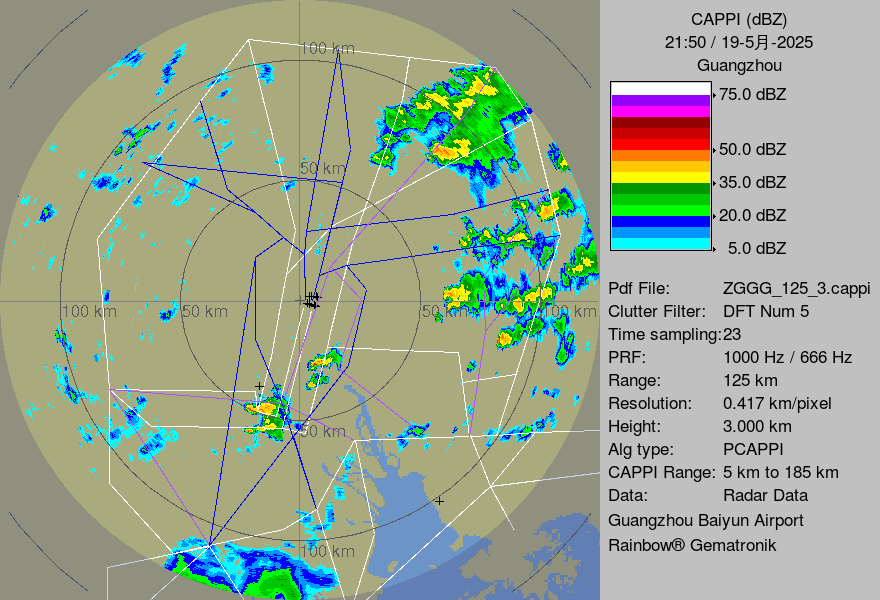 CAPPI (dBZ)
21:50 / 19-5月-2025
Guangzhou
75.0 dBZ
50.0 dBZ
35.0 dBZ
20.0 dBZ
5.0 dBZ
Pdf File: ZGGG_125_3.cappi
Clutter Filter: DFT Num 5
Time sampling:23
PRF: 1000 Hz / 666 Hz
Range: 125 km
Resolution: 0.417 km/pixel
Height: 3.000 km
Alg type: PCAPPI
CAPPI Range: 5 km to 185 km
Data: Radar Data
Guangzhou Baiyun Airport
Rainbow® Gematronik
100 km
50 km
100 km
50 km
50 km
100 km
50 km
100 km